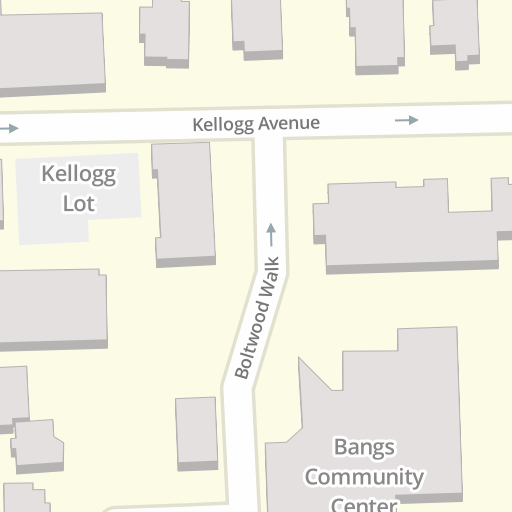 Kellogg Avenue
Kellogg
Lot
Boltwood Walk
Bangs
Community
Center